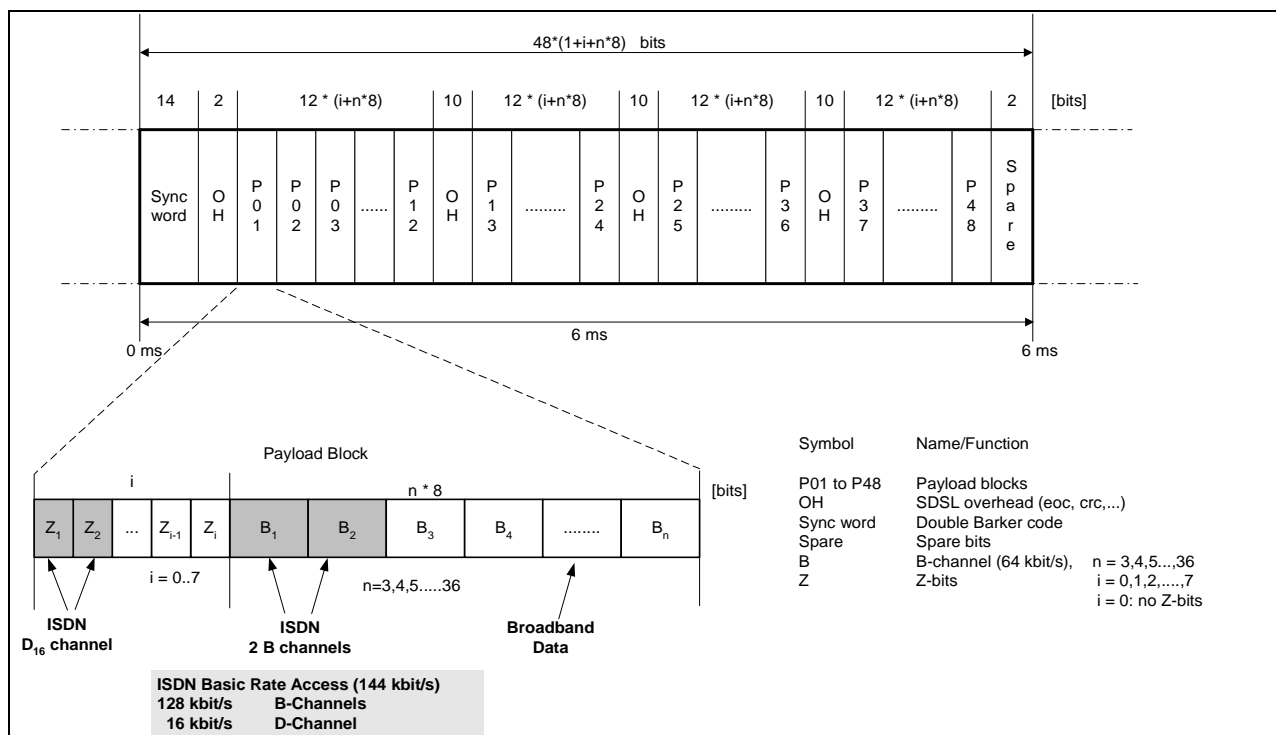 48*(1+i+n*8) bits
14 2 12 * (i+n*8) 10 12 * (i+n*8) 10 12 * (i+n*8) 10 12 * (i+n*8) 2 [bits]
Sync word OH P01 P02 P03 ...... P12 OH P13 ......... P24 OH P25 ......... P36 OH P37 ......... P48 Spare
6 ms
0 ms 6 ms
Payload Block
i n * 8 [bits]
Z1 Z2 ... Zi-1 Zi B1 B2 B3 B4 ........ Bn
i = 0..7 n=3,4,5.....36
ISDN D16 channel
ISDN 2 B channels
Broadband Data
ISDN Basic Rate Access (144 kbit/s)
128 kbit/s B-Channels
16 kbit/s D-Channel
Symbol Name/Function
P01 to P48 Payload blocks
OH SDSL overhead (eoc, crc,...)
Sync word Double Barker code
Spare Spare bits
B B-channel (64 kbit/s), n = 3,4,5...,36
Z Z-bits i = 0,1,2,....,7
i = 0: no Z-bits